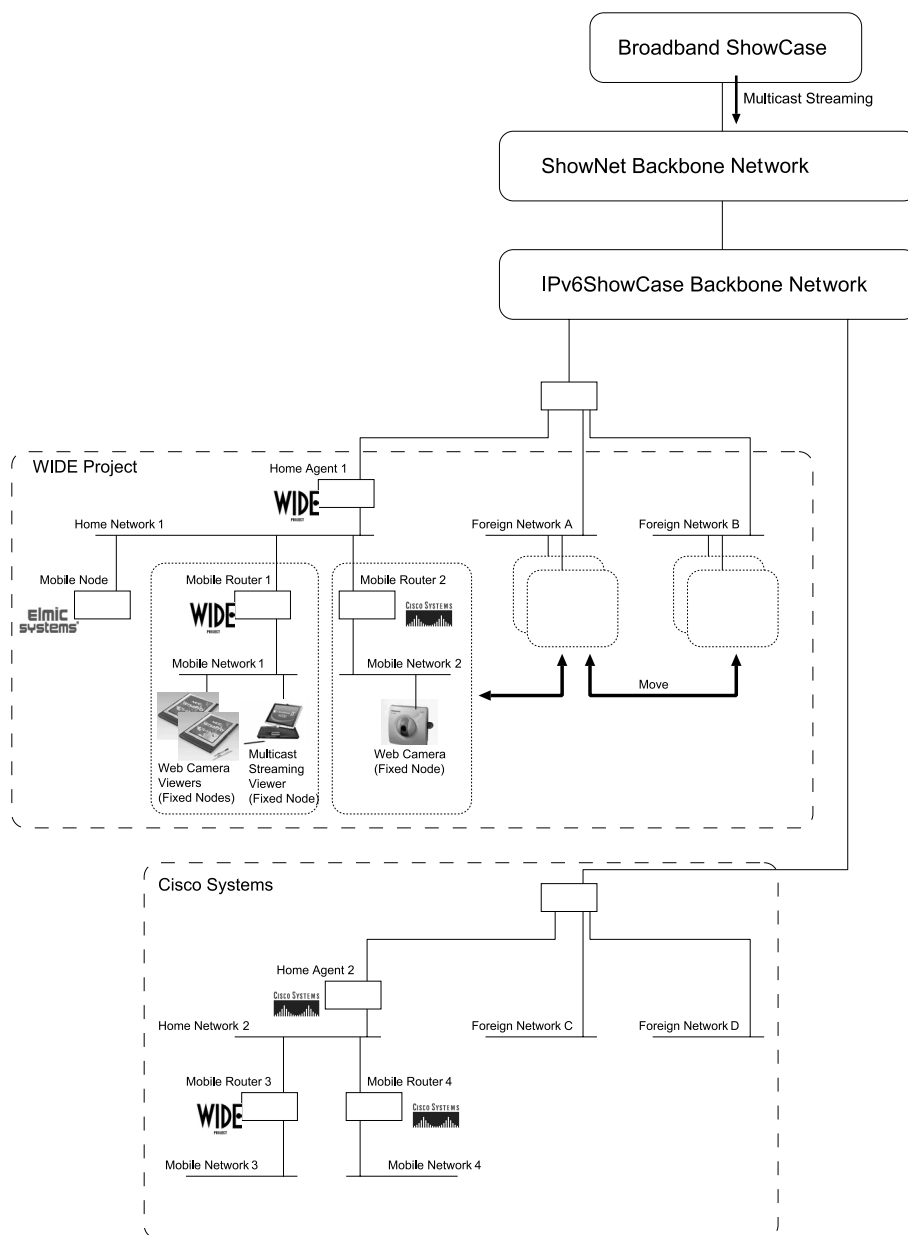 Broadband ShowCase
Multicast Streaming
ShowNet Backbone Network
IPv6ShowCase Backbone Network
WIDE Project
Home Agent 1
WIDE
PROJECT
Home Network 1
Foreign Network A
Foreign Network B
Mobile Node
Elmic
systems
Mobile Router 1
WIDE
PROJECT
Mobile Router 2
CISCO SYSTEMS
Mobile Network 1
Mobile Network 2
Move
Web Camera
Viewers
(Fixed Nodes)
Multicast
Streaming
Viewer
(Fixed Node)
Web Camera
(Fixed Node)
Cisco Systems
Home Agent 2
CISCO SYSTEMS
Home Network 2
Foreign Network C
Foreign Network D
Mobile Router 3
WIDE
PROJECT
Mobile Router 4
CISCO SYSTEMS
Mobile Network 3
Mobile Network 4